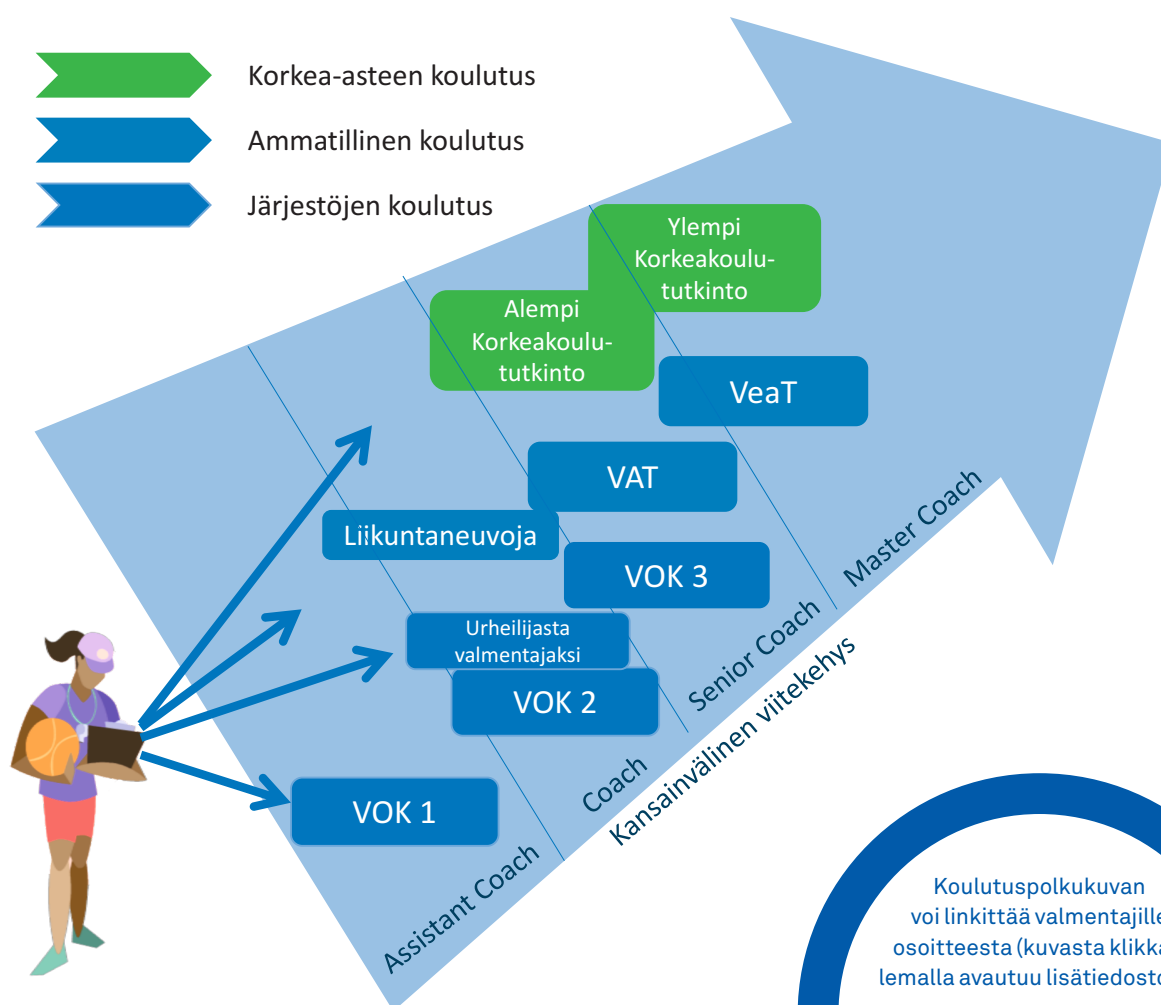 Korkea-asteen koulutus
Ammatillinen koulutus
Järjestöjen koulutus
Ylempi
Korkeakoulu-
tutkinto
Alempi
Korkeakoulu-
tutkinto
VeaT
VAT
Liikuntaneuvoja
VOK 3
Urheilijasta
valmentajaksi
VOK 2
VOK 1
Assistant Coach
Coach
Senior Coach
Master Coach
Kansainvälinen viitekehys
Koulutuspolkukuvan
voi linkittää valmentajille
osoitteesta (kuvasta klikkai
lemalla avautuu lisätiedosto